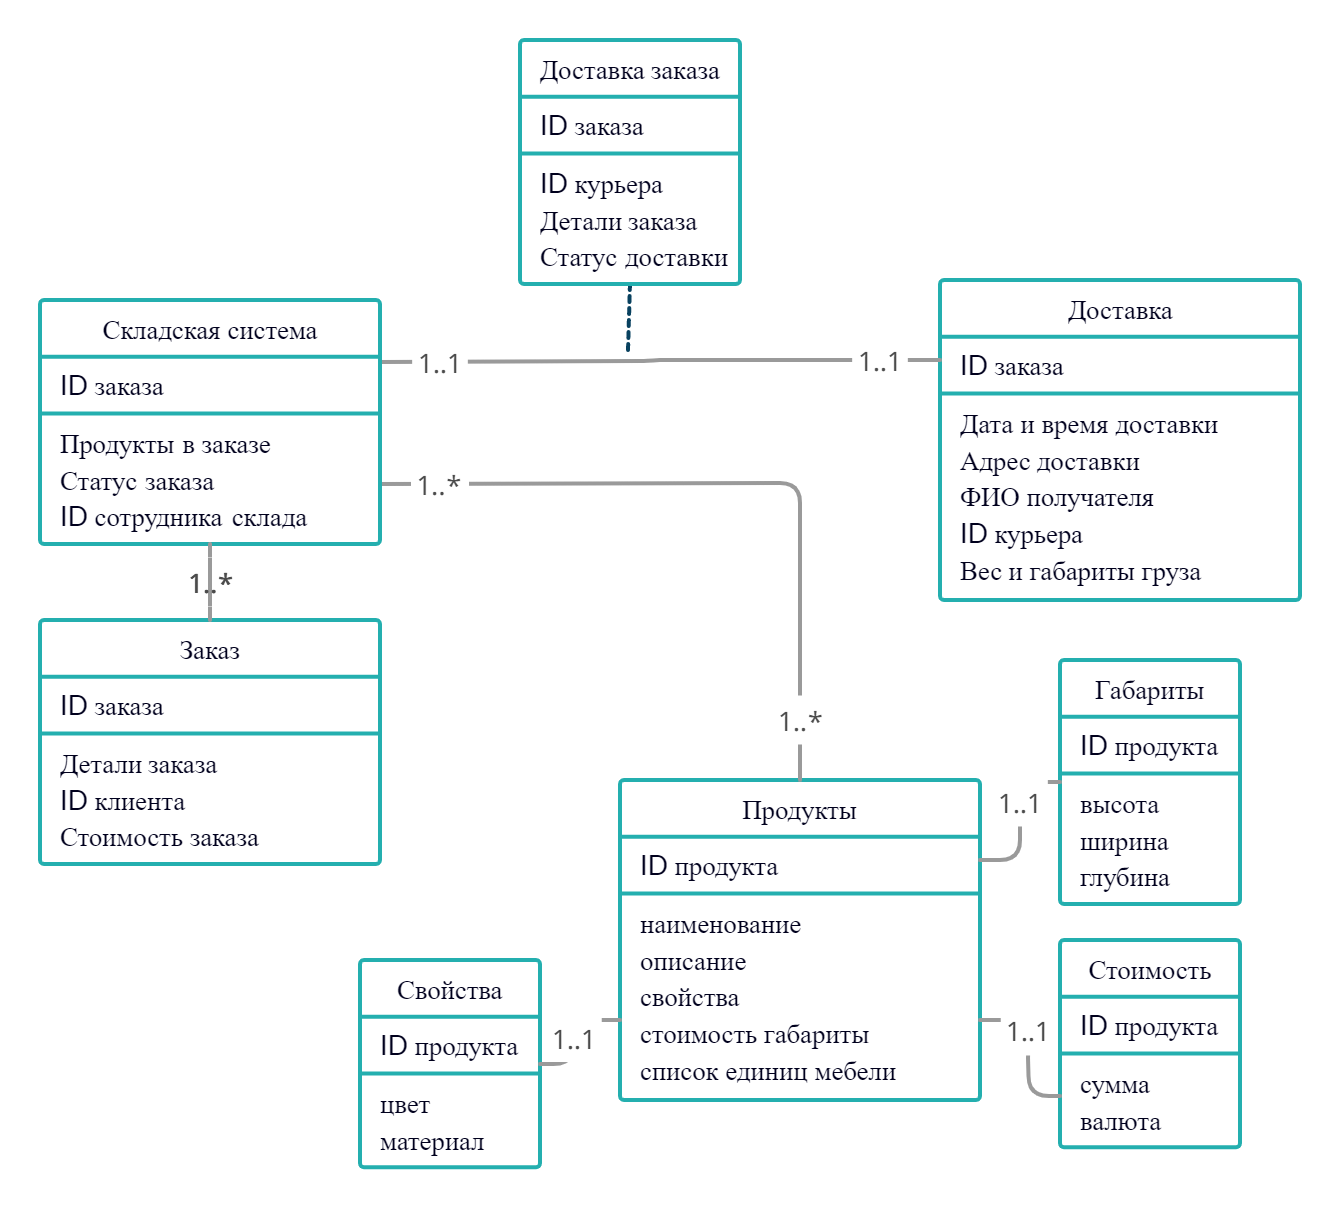 Доставка заказа
ID заказа
ID курьера
Детали заказа
Статус доставки
Складская система
ID заказа
Продукты в заказе
Статус заказа
ID сотрудника склада
1..1
1..1
Доставка
ID заказа
Дата и время доставки
Адрес доставки
ФИО получателя
ID курьера
Вес и габариты груза
1..*
1..*
Заказ
ID заказа
Детали заказа
ID клиента
Стоимость заказа
1..*
Продукты
ID продукта
наименование
описание
свойства
стоимость габариты
список единиц мебели
1..1
Габариты
ID продукта
высота
ширина
глубина
Свойства
ID продукта
цвет
материал
1..1
1..1
Стоимость
ID продукта
сумма
валюта